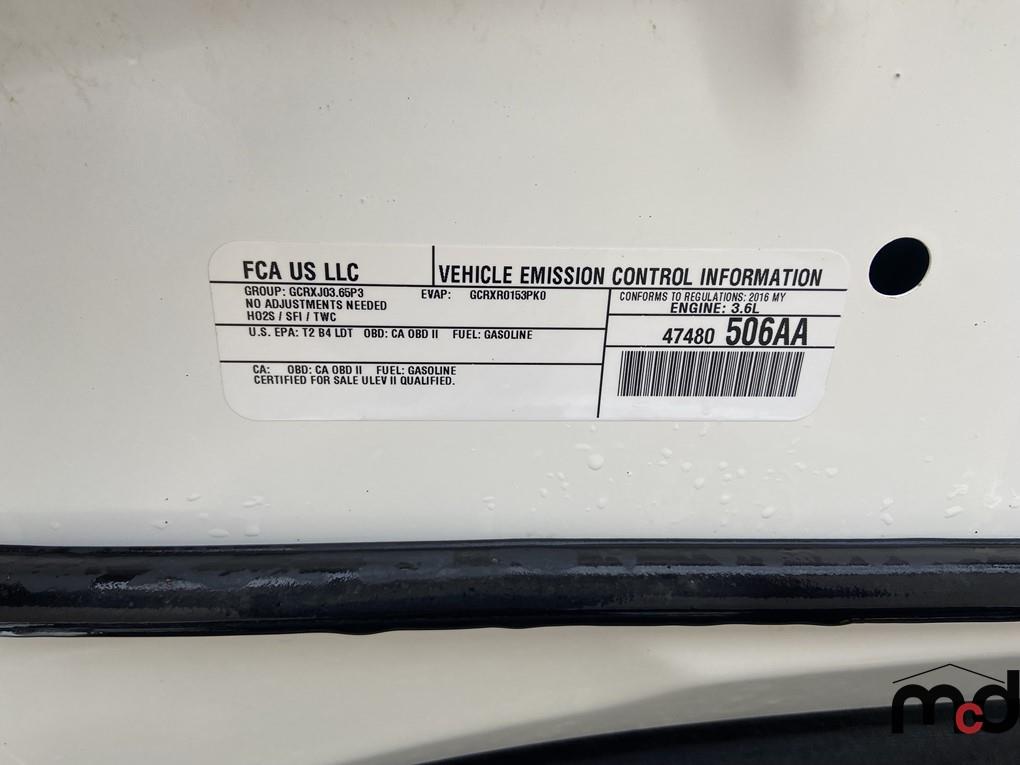 FCA US LLC
VEHICLE EMISSION CONTROL INFORMATION
GROUP: GCRXJ03.65P3 EVAP: GCRXR0153PK0
NO ADJUSTMENTS NEEDED
HO2S / SFI / TWC
CONFORMS TO REGULATIONS: 2016 MY
ENGINE: 3.6L
U.S. EPA: T2 B4 LDT OBD: CA OBD II FUEL: GASOLINE
47480 506AA
CA: OBD: CA OBD II FUEL: GASOLINE
CERTIFIED FOR SALE ULEV II QUALIFIED.
mcd